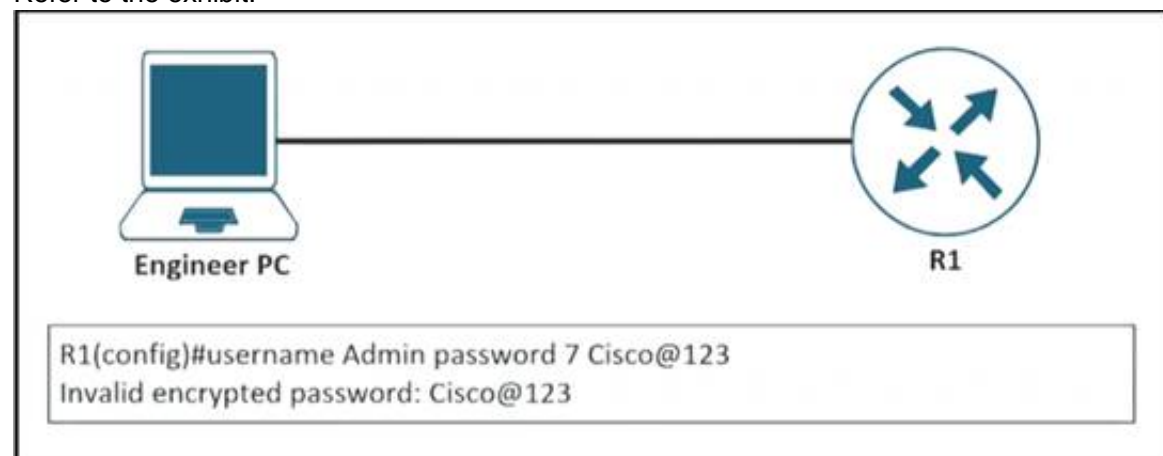 Refer to the exhibit.
Engineer PC
R1
R1(config)#username Admin password 7 Cisco@123
Invalid encrypted password: Cisco@123